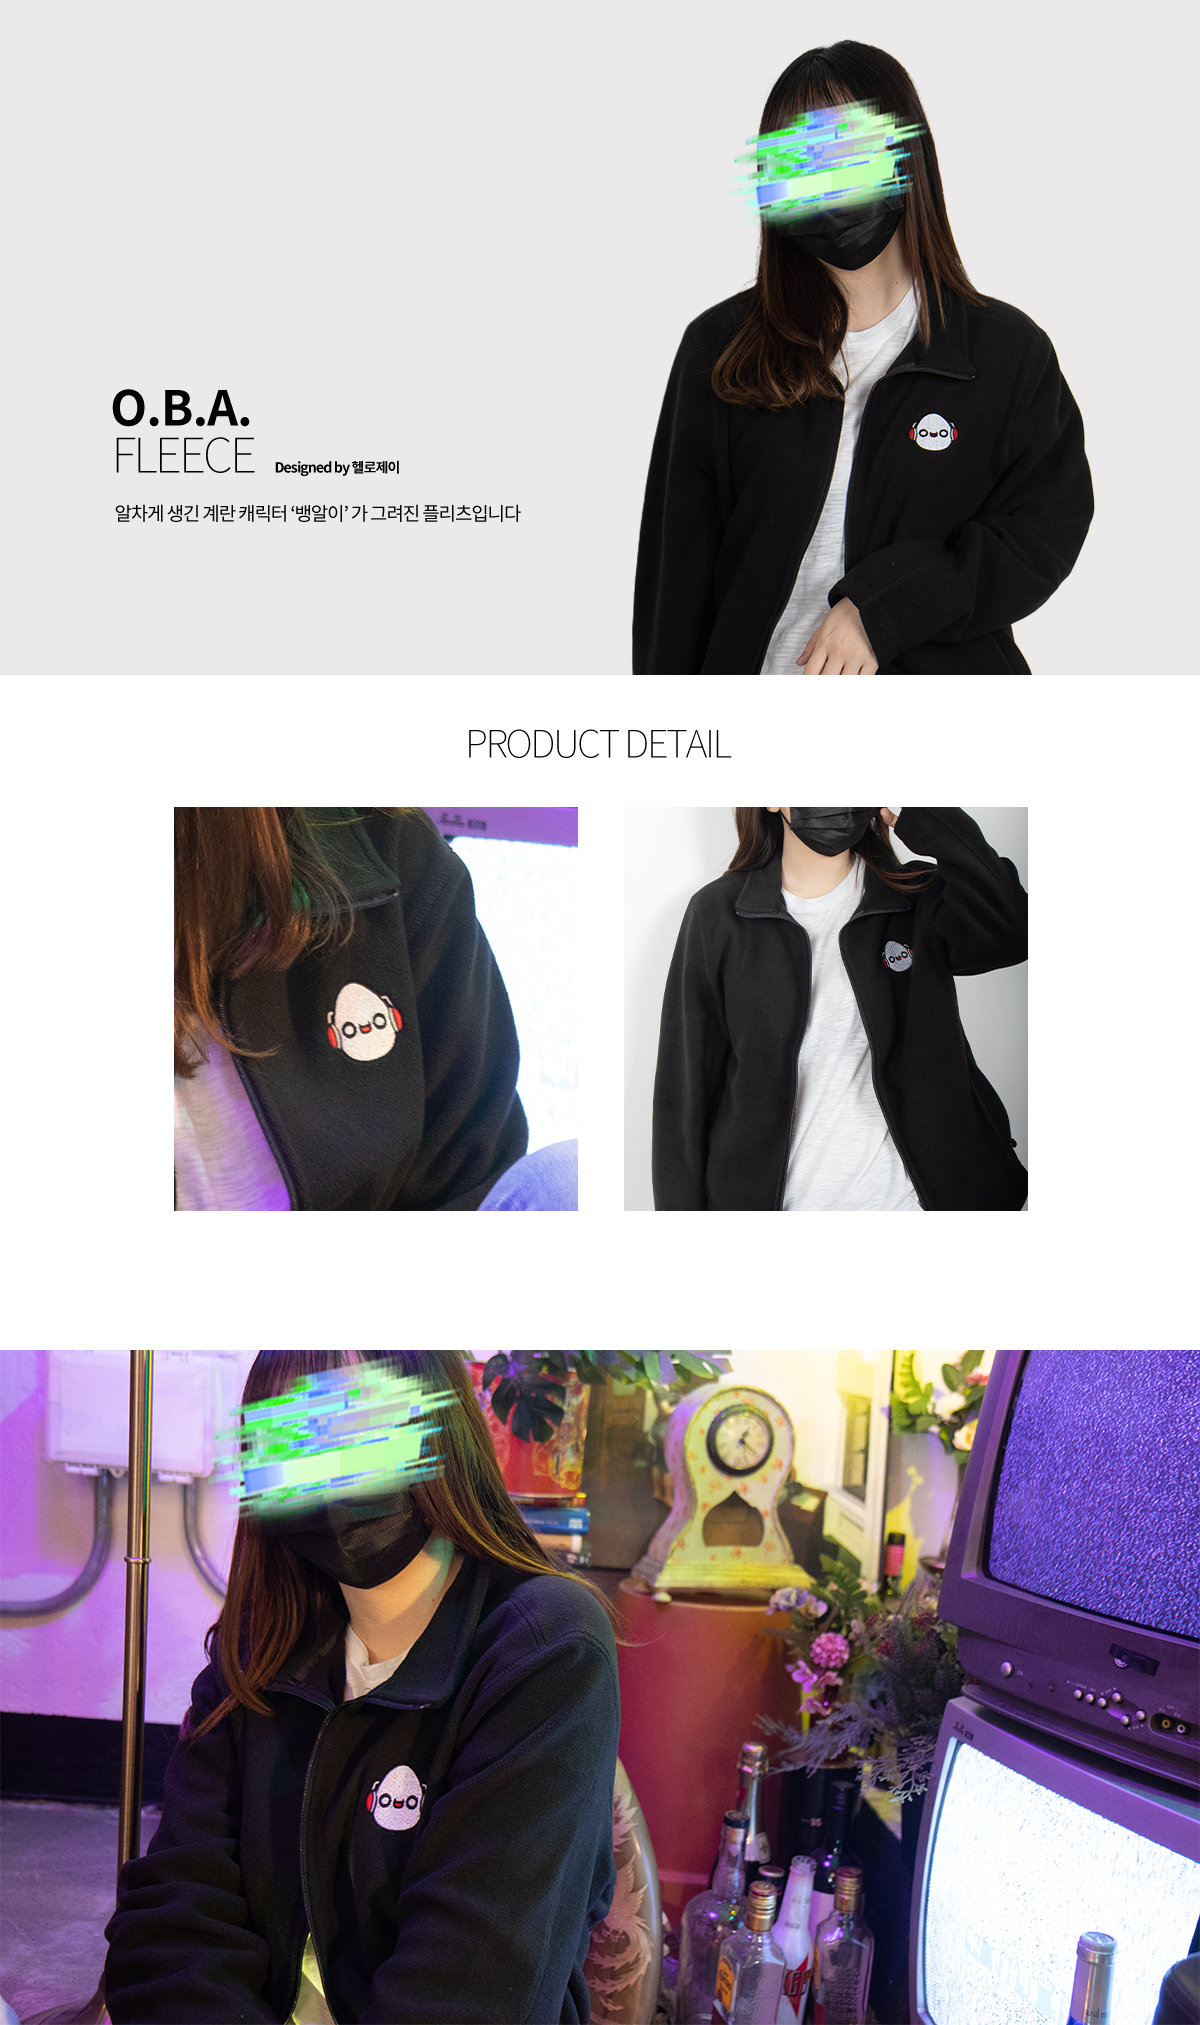 O.B.A.
FLEECE Designed by 헬로제이
알차게 생긴 계란 캐릭터 ‘뱅알이’ 가 그려진 플리츠입니다
PRODUCT DETAIL